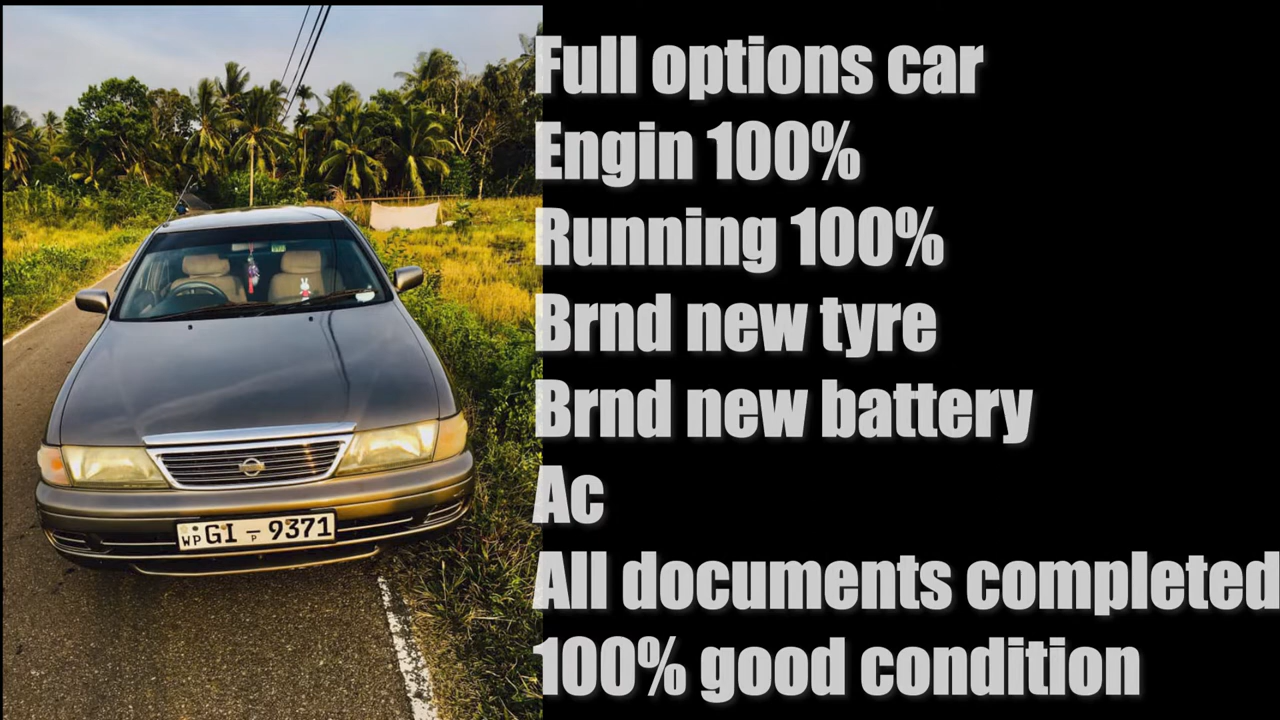 Full options car
Engin 100%
Running 100%
Brnd new tyre
Brnd new battery
Ac
All documents completed
100% good condition
WP GI - 9371
P